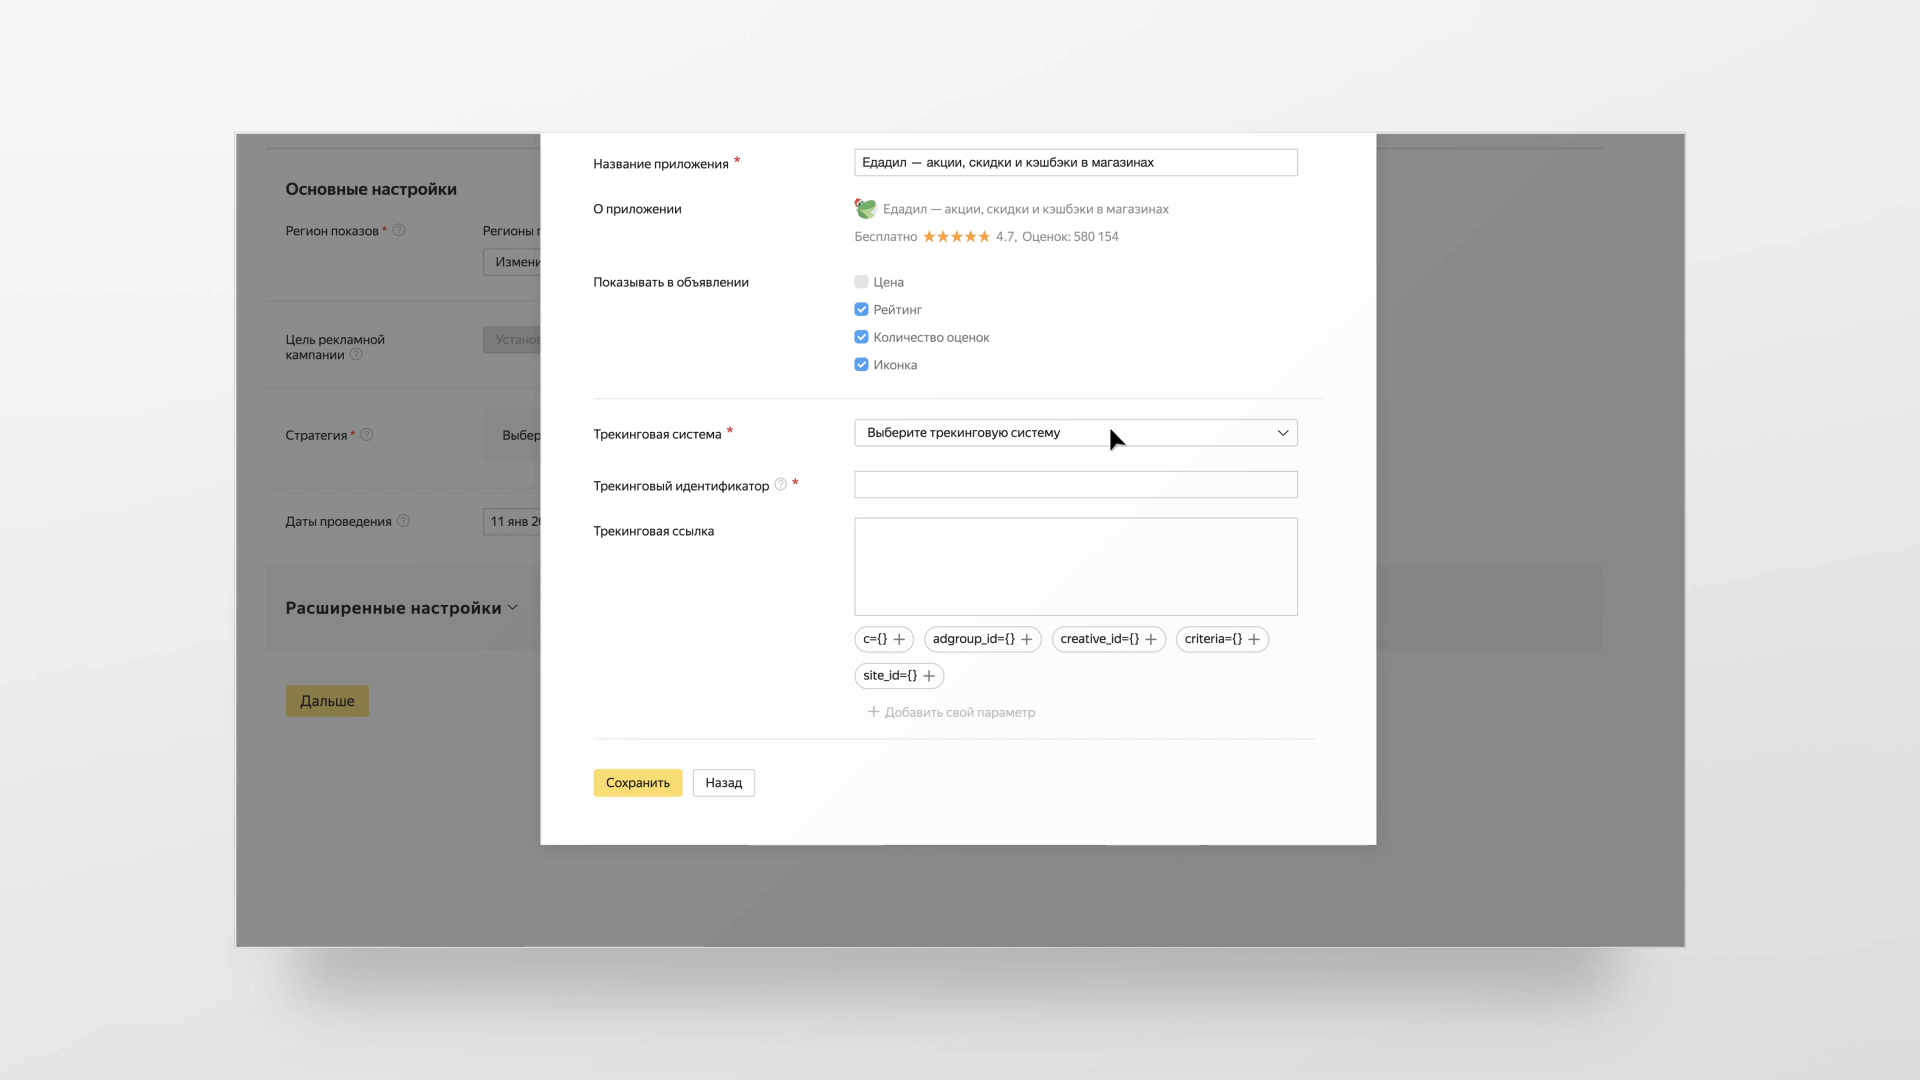 Основные настройки
Регион показов *
Регионы
Измени
Цель рекламной
кампании
Установ
Стратегия *
Выбер
Даты проведения
11 янв 20
Расширенные настройки
Дальше
Название приложения *
Едадил — акции, скидки и кэшбэки в магазинах
О приложении
Едадил — акции, скидки и кэшбэки в магазинах
Бесплатно ★★★★★ 4.7, Оценок: 580 154
Показывать в объявлении
Цена
Рейтинг
Количество оценок
Иконка
Трекинговая система *
Выберите трекинговую систему
Трекинговый идентификатор *
Трекинговая ссылка
c={} +
adgroup_id={} +
creative_id={} +
criteria={} +
site_id={} +
+ Добавить свой параметр
Сохранить
Назад